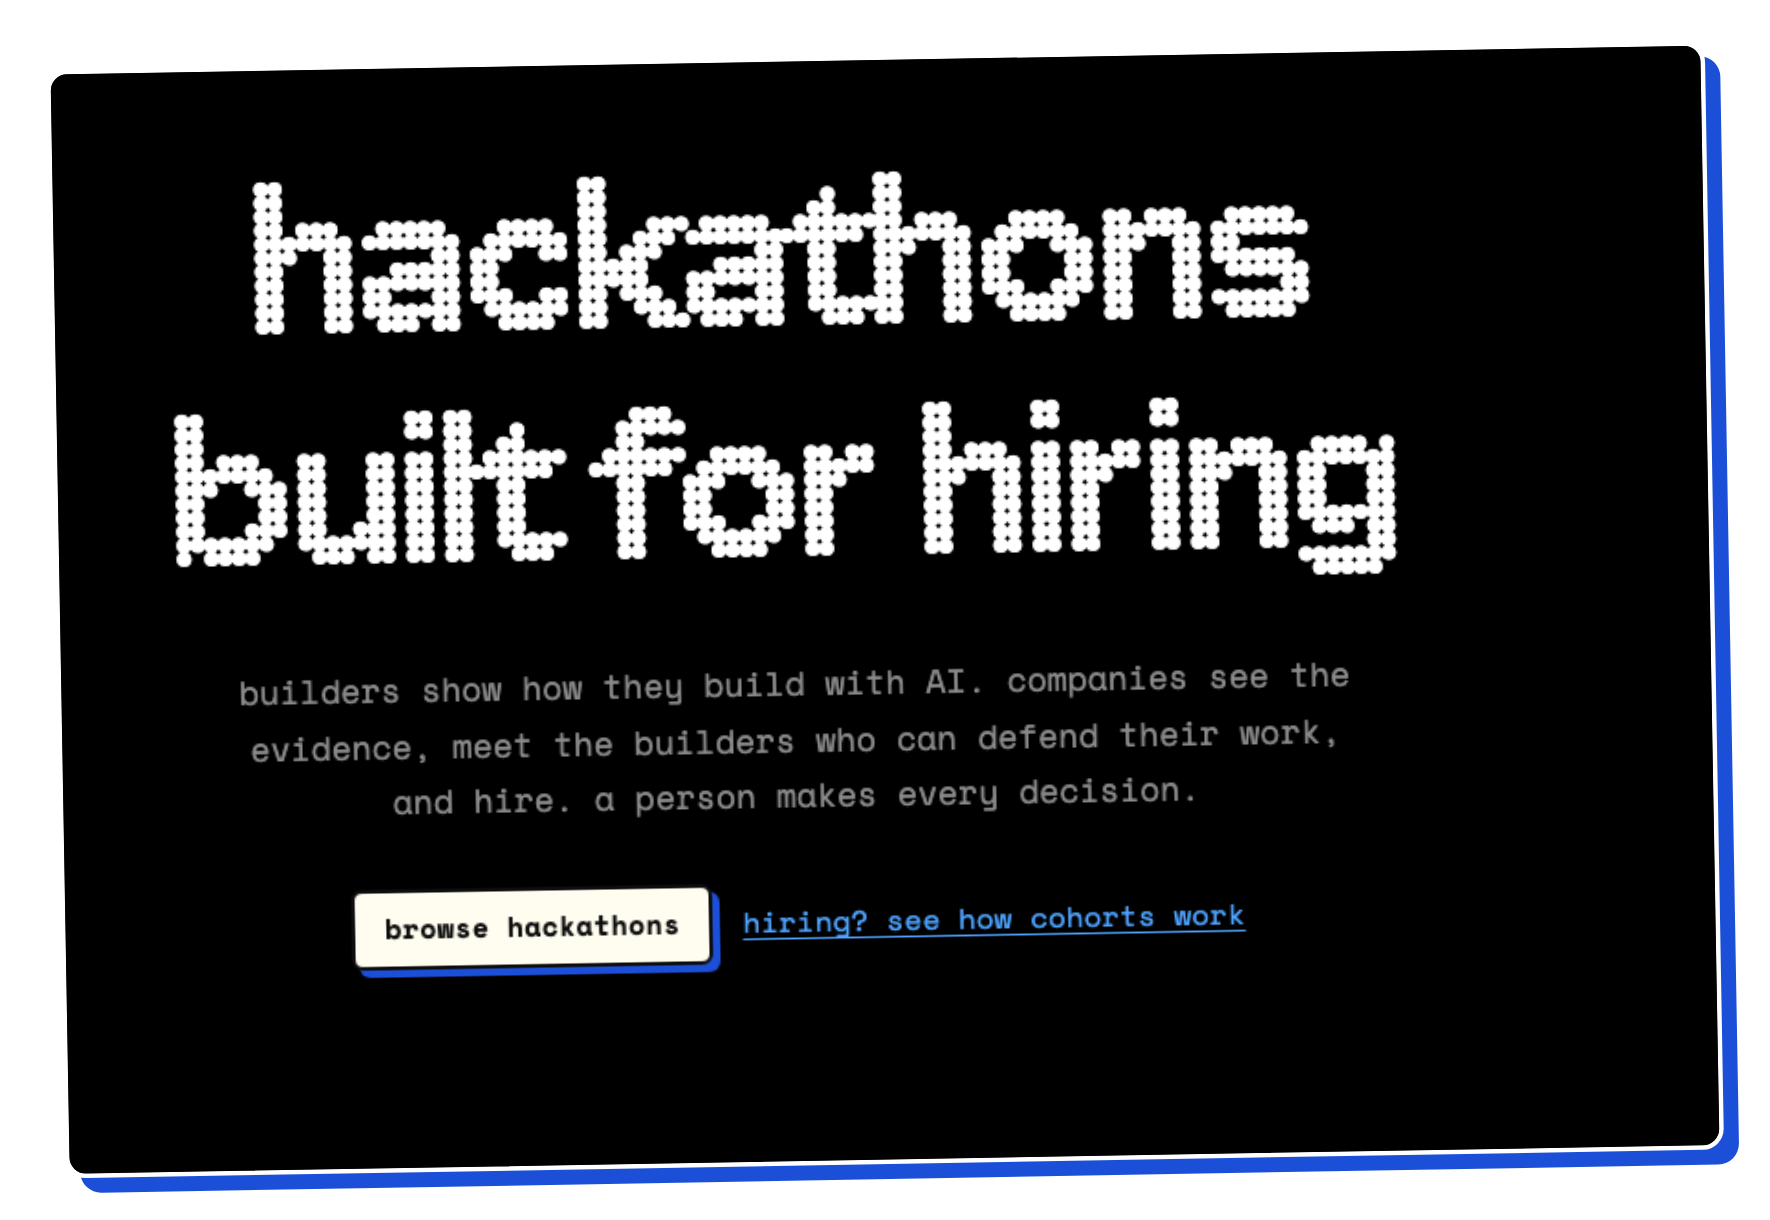 hackathons
built for hiring
builders show how they build with AI. companies see the
evidence, meet the builders who can defend their work,
and hire. a person makes every decision.
browse hackathons
hiring? see how cohorts work